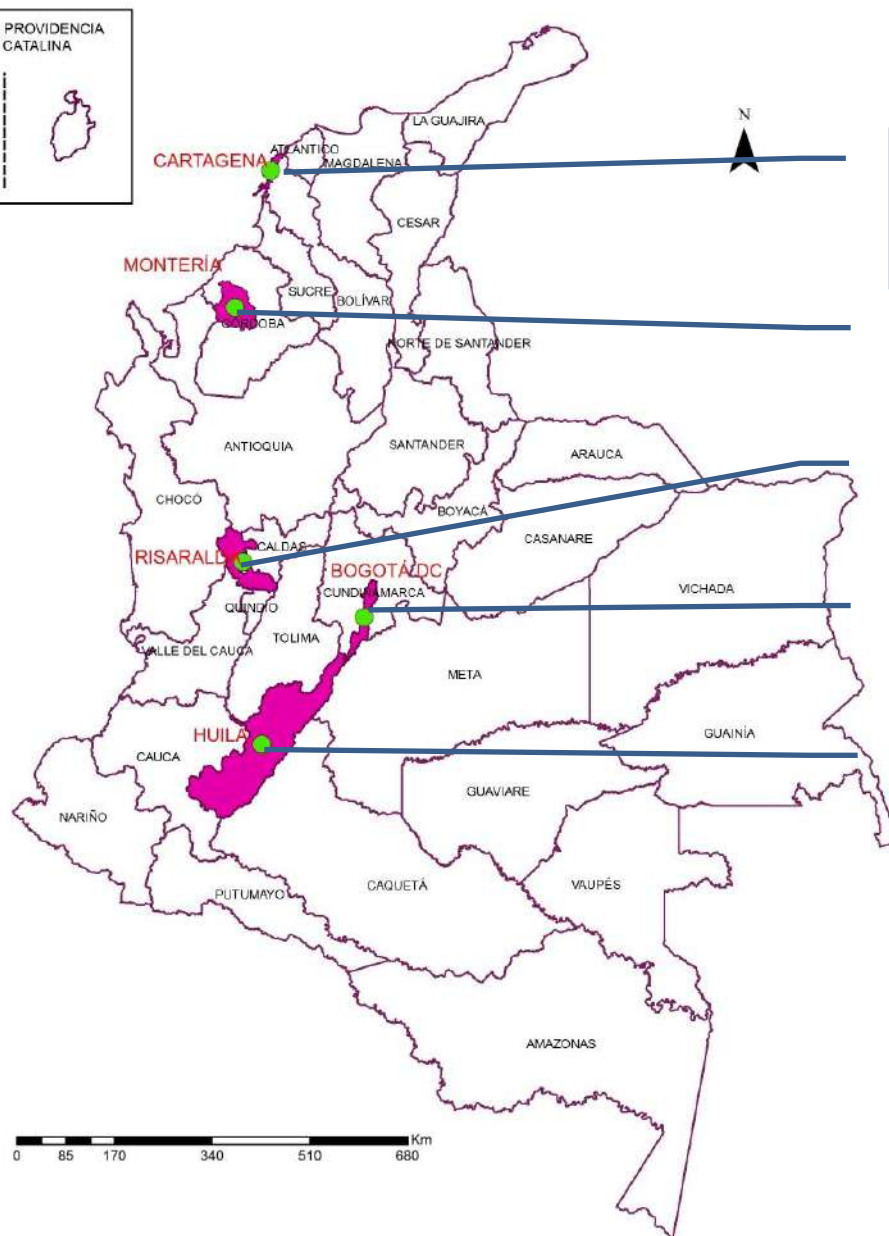 PROVIDENCIA
CATALINA
N
LA GUAJIRA
ATLÁNTICO
MAGDALENA
CARTAGENA
CESAR
MONTERÍA
SUCRE
BOLÍVAR
CÓRDOBA
NORTE DE SANTANDER
ANTIOQUIA
SANTANDER
ARAUCA
CHOCÓ
BOYACÁ
CASANARE
CALDAS
RISARALD
BOGOTÁ DC
CUNDINAMARCA
VICHADA
QUINDIO
TOLIMA
VALLE DEL CAUCA
META
HUILA
GUAINÍA
CAUCA
GUAVIARE
NARIÑO
CAQUETÁ
VAUPÉS
PUTUMAYO
AMAZONAS
Km
0 85 170 340 510 680